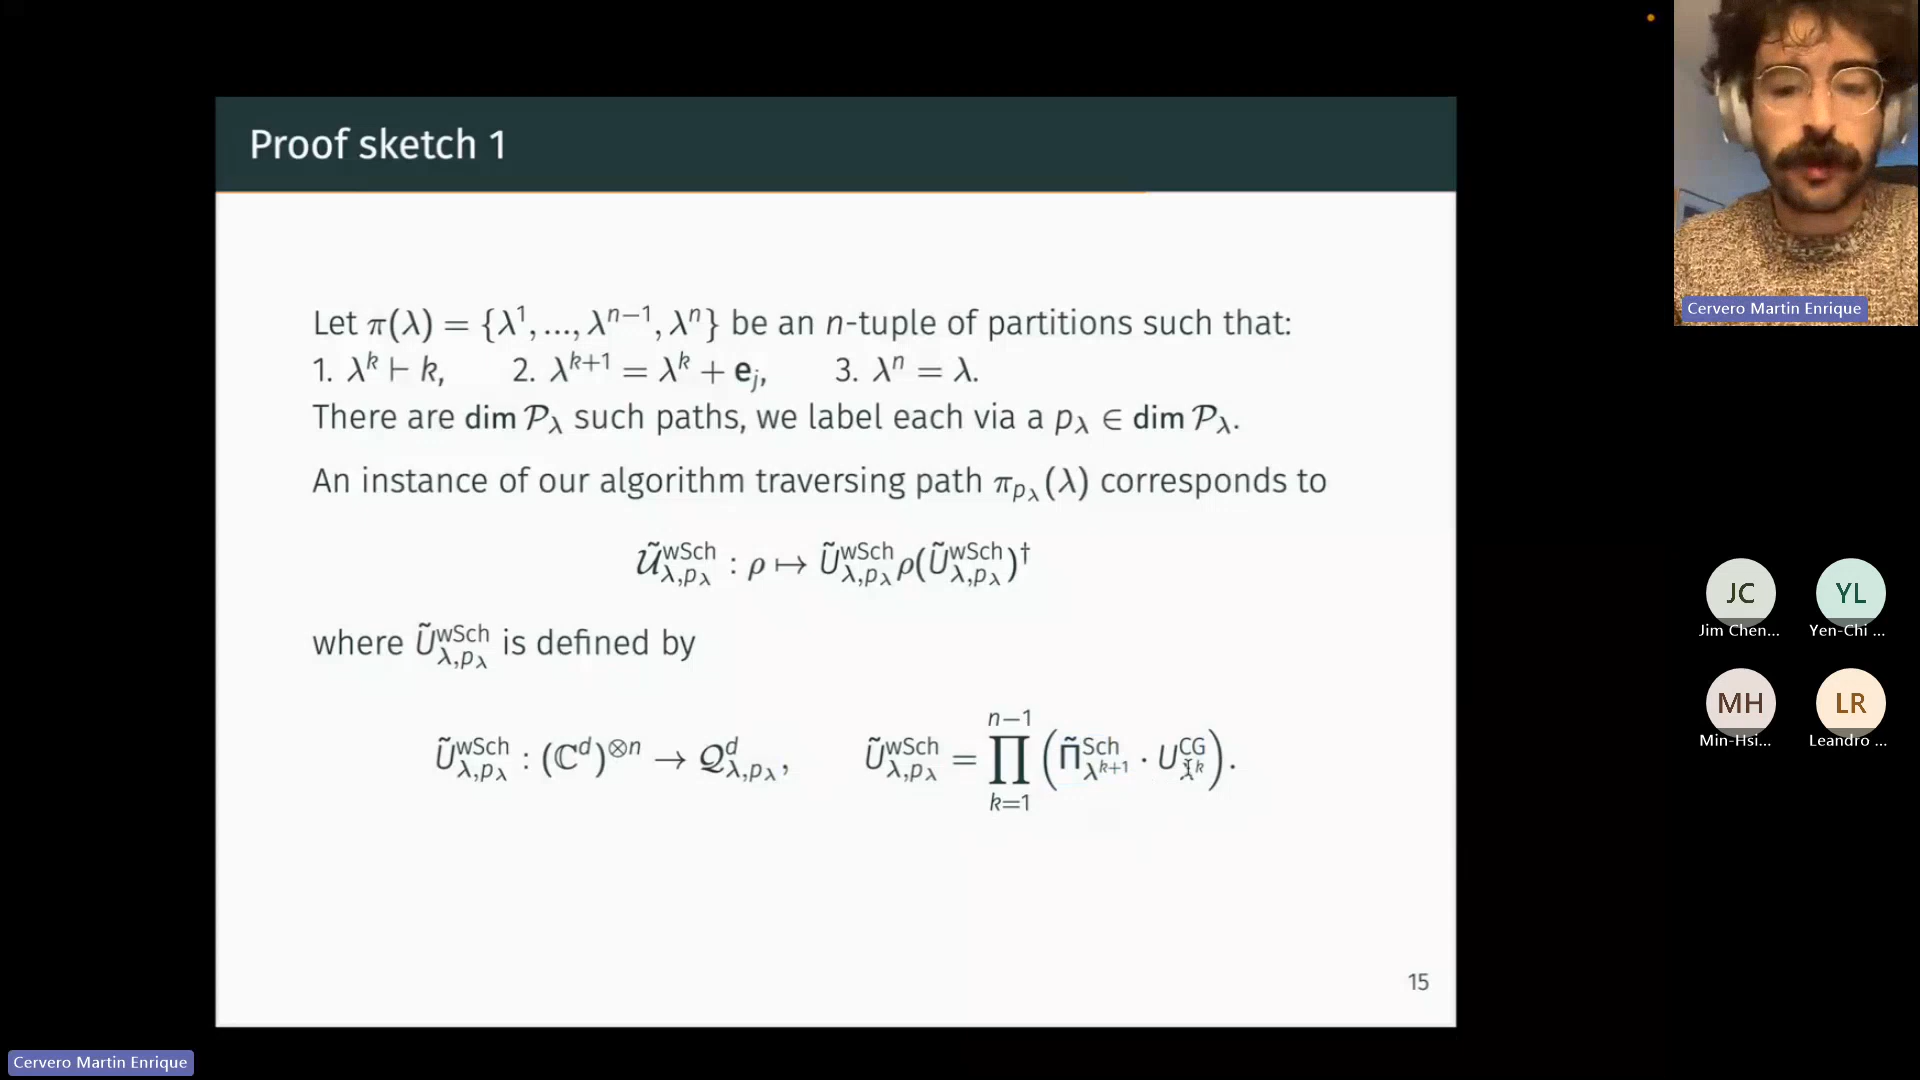 Proof sketch 1
Let π(λ) = {λ¹, ..., λⁿ⁻¹, λⁿ} be an n-tuple of partitions such that:
1. λᵏ ⊢ k, 2. λᵏ⁺¹ = λᵏ + eⱼ, 3. λⁿ = λ.
There are dim 𝒫_λ such paths, we label each via a p_λ ∈ dim 𝒫_λ.
An instance of our algorithm traversing path π_{p_λ}(λ) corresponds to
𝒰̃^{wSch}_{λ,p_λ} : ρ ↦ Ũ^{wSch}_{λ,p_λ} ρ(Ũ^{wSch}_{λ,p_λ})†
where Ũ^{wSch}_{λ,p_λ} is defined by
Ũ^{wSch}_{λ,p_λ} : (ℂ^d)^{⊗n} → 𝒬^d_{λ,p_λ}, Ũ^{wSch}_{λ,p_λ} = ∏_{k=1}^{n−1} (Π̃^{Sch}_{λ^{k+1}} · U^{CG}_{λ^k}).
15
Cervero Martin Enrique
JC
YL
Jim Chen...
Yen-Chi ...
MH
LR
Min-Hsi...
Leandro ...
Cervero Martin Enrique